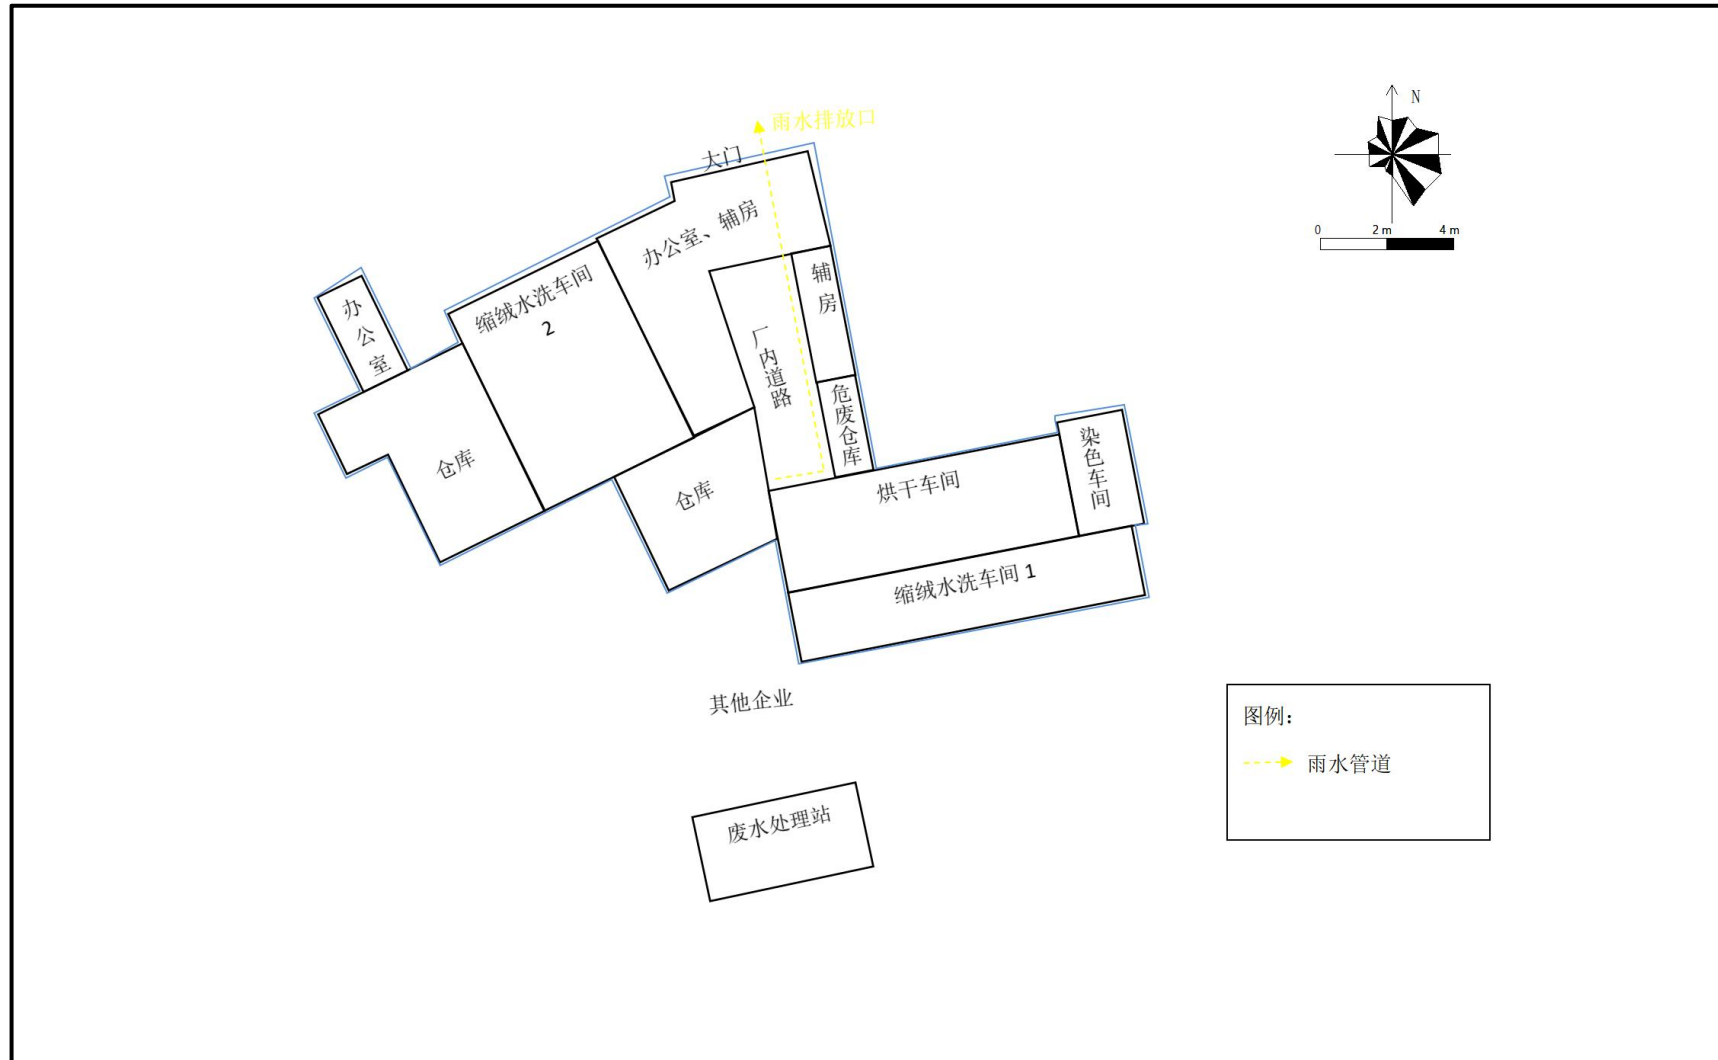 N
0 2 m 4 m
雨水排放口
大门
办公室、辅房
缩绒水洗车间
2
办公室
辅房
厂内道路
危废仓库
仓库
仓库
烘干车间
染色车间
缩绒水洗车间 1
其他企业
废水处理站
图例：
雨水管道